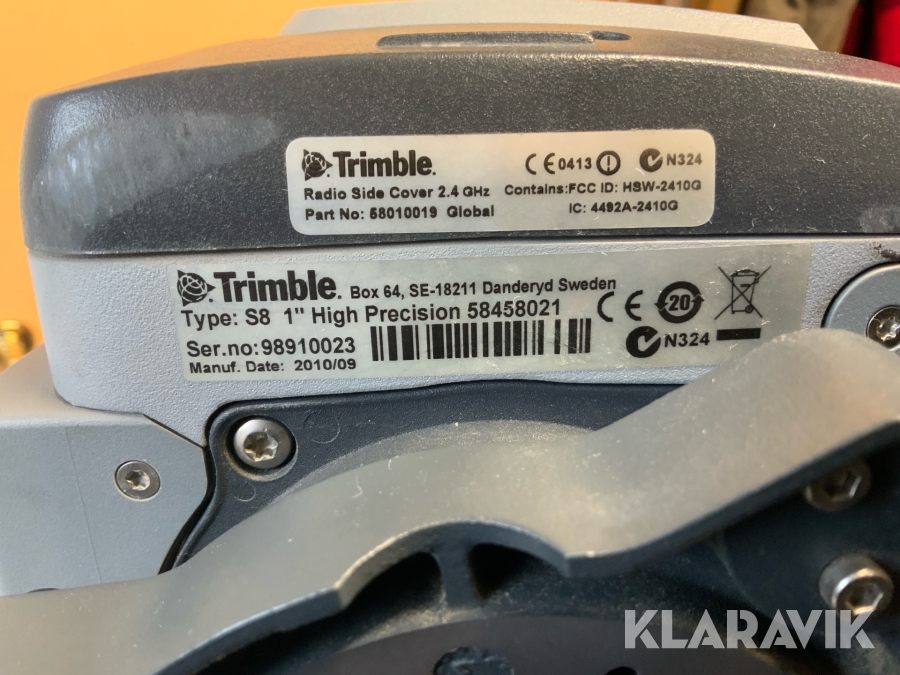 Trimble. CE0413 N324
Radio Side Cover 2.4 GHz Contains:FCC ID: HSW-2410G
Part No: 58010019 Global IC: 4492A-2410G
Trimble. Box 64, SE-18211 Danderyd Sweden
Type: S8 1" High Precision 58458021 CE 20
Ser.no:98910023 N324
Manuf. Date: 2010/09
KLARAVIK